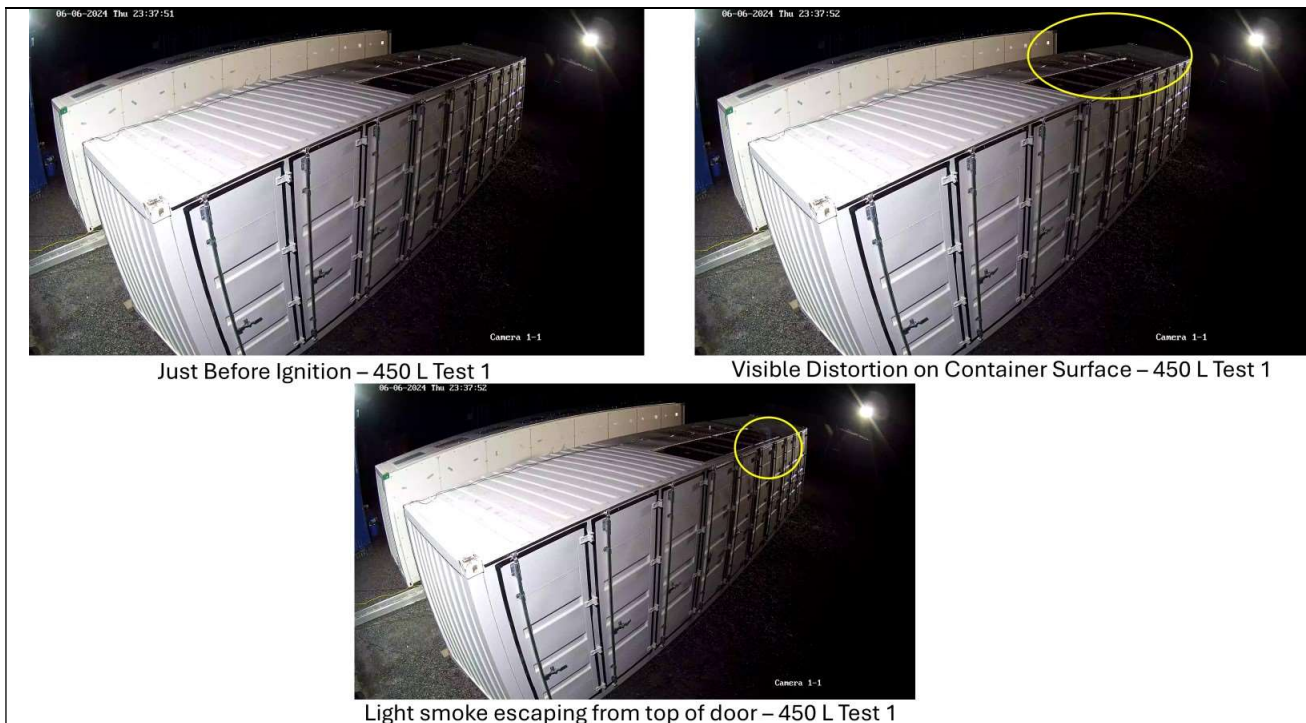 06-06-2024 Thu 23:37:51
Camera 1-1
Just Before Ignition – 450 L Test 1
06-06-2024 Thu 23:37:52
Camera 1-1
Visible Distortion on Container Surface – 450 L Test 1
06-06-2024 Thu 23:37:52
Camera 1-1
Light smoke escaping from top of door – 450 L Test 1